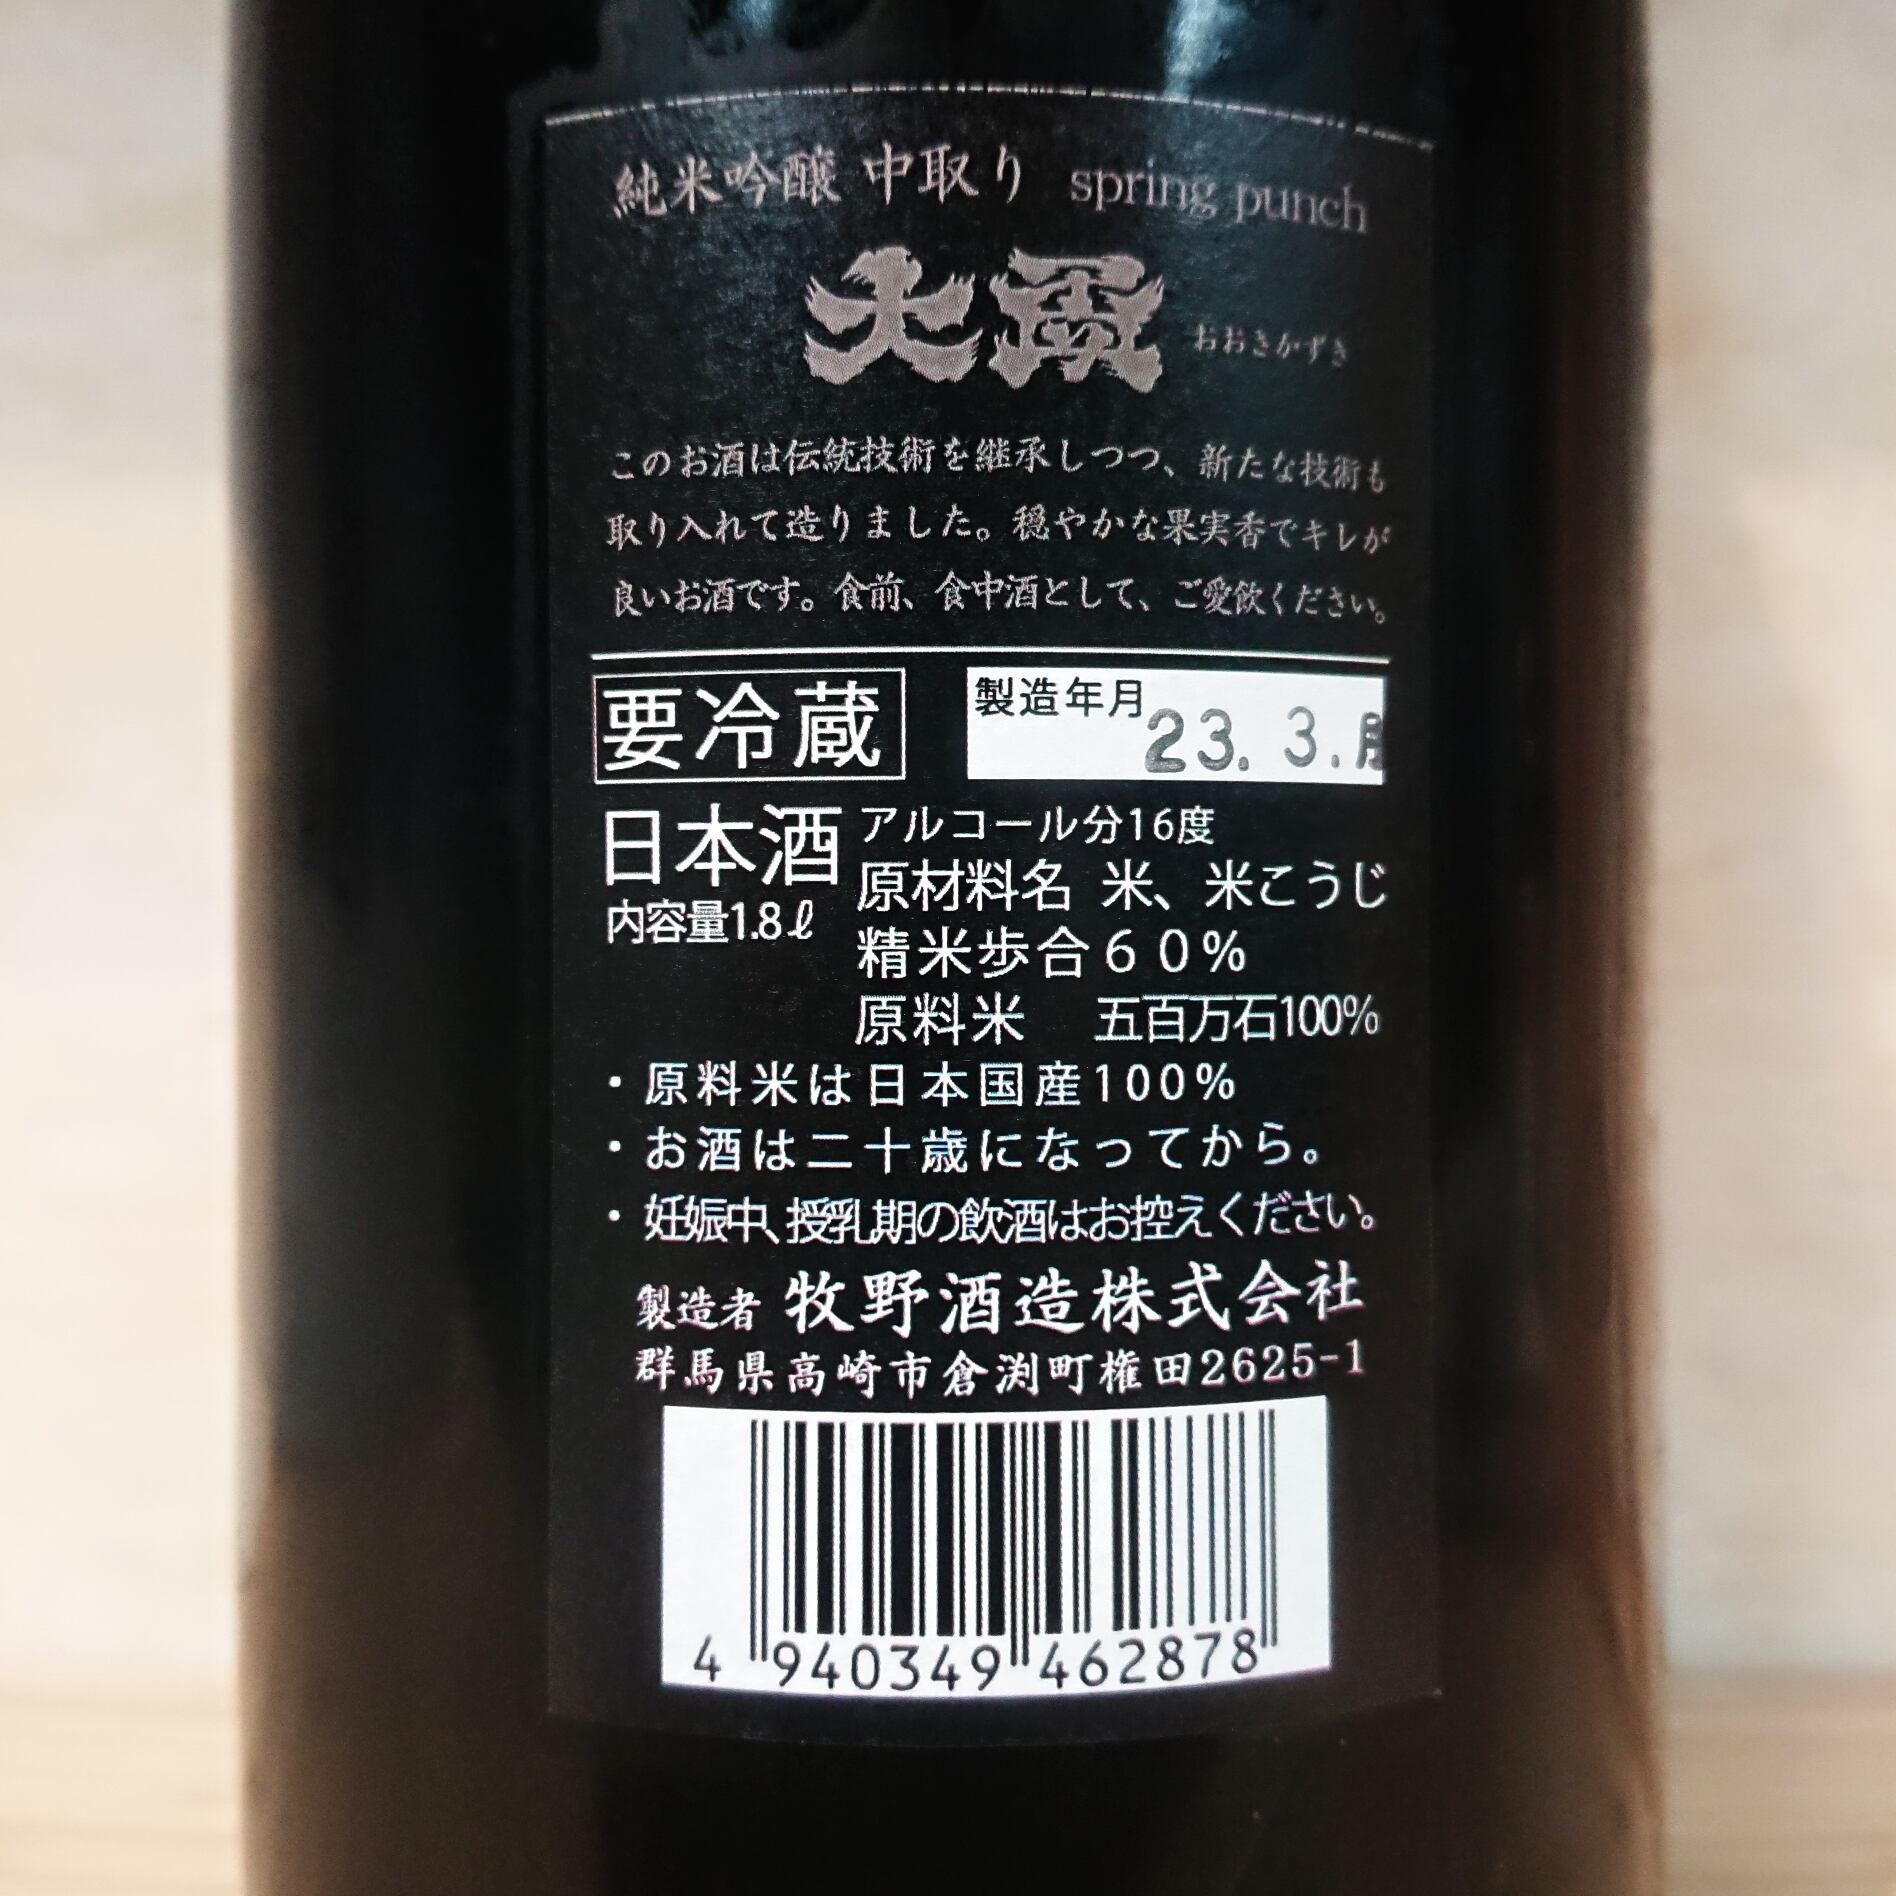 純米吟醸 中取り spring punch
大盃 おおさかずき
このお酒は伝統技術を継承しつつ、新たな技術も
取り入れて造りました。穏やかな果実香でキレが
良いお酒です。食前、食中酒として、ご愛飲ください。
要冷蔵 製造年月 23. 3.月
日本酒 アルコール分16度
内容量1.8ℓ 原材料名 米、米こうじ
精米歩合60%
原料米 五百万石100%
・原料米は日本国産100%
・お酒は二十歳になってから。
・妊娠中、授乳期の飲酒はお控えください。
製造者 牧野酒造株式会社
群馬県高崎市倉渕町権田2625-1
4 940349 462878